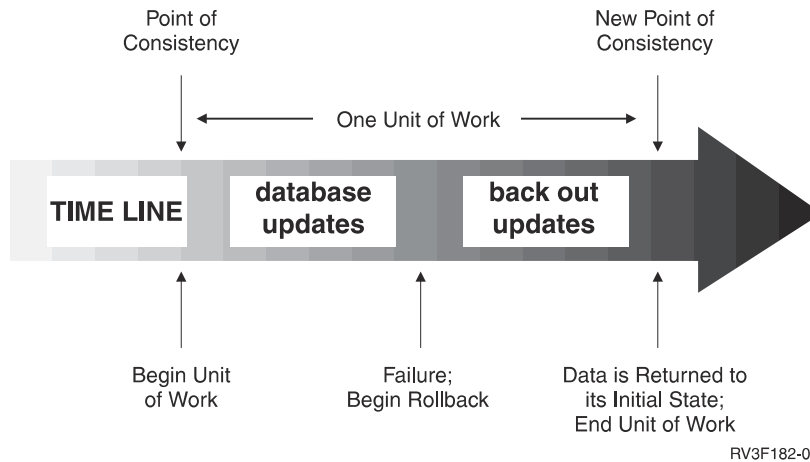 Point of
Consistency
New Point of
Consistency
One Unit of Work
TIME LINE
database
updates
back out
updates
Begin Unit
of Work
Failure;
Begin Rollback
Data is Returned to
its Initial State;
End Unit of Work
RV3F182-0